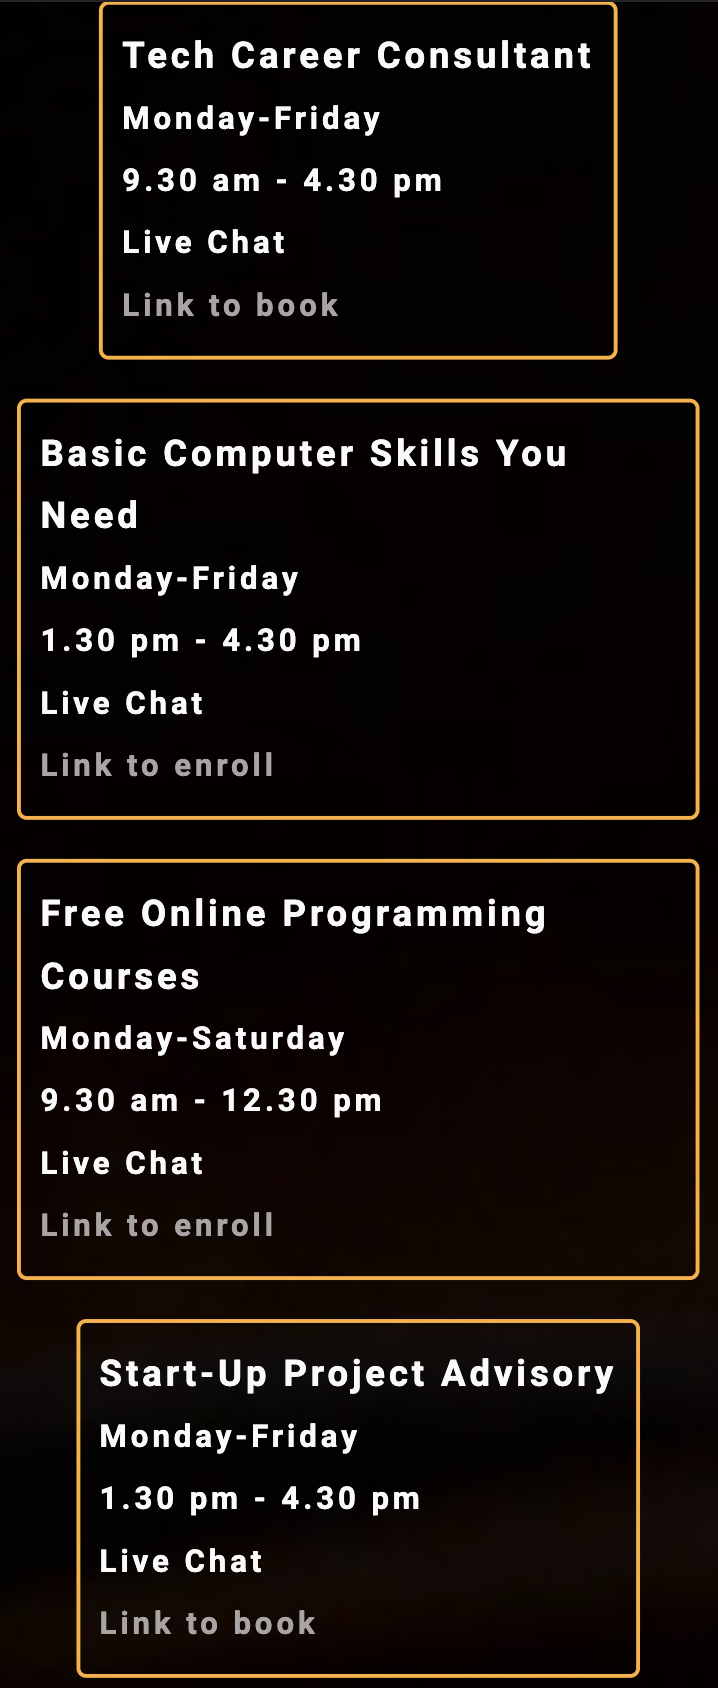 Tech Career Consultant
Monday-Friday
9.30 am - 4.30 pm
Live Chat
Link to book
Basic Computer Skills You
Need
Monday-Friday
1.30 pm - 4.30 pm
Live Chat
Link to enroll
Free Online Programming
Courses
Monday-Saturday
9.30 am - 12.30 pm
Live Chat
Link to enroll
Start-Up Project Advisory
Monday-Friday
1.30 pm - 4.30 pm
Live Chat
Link to book